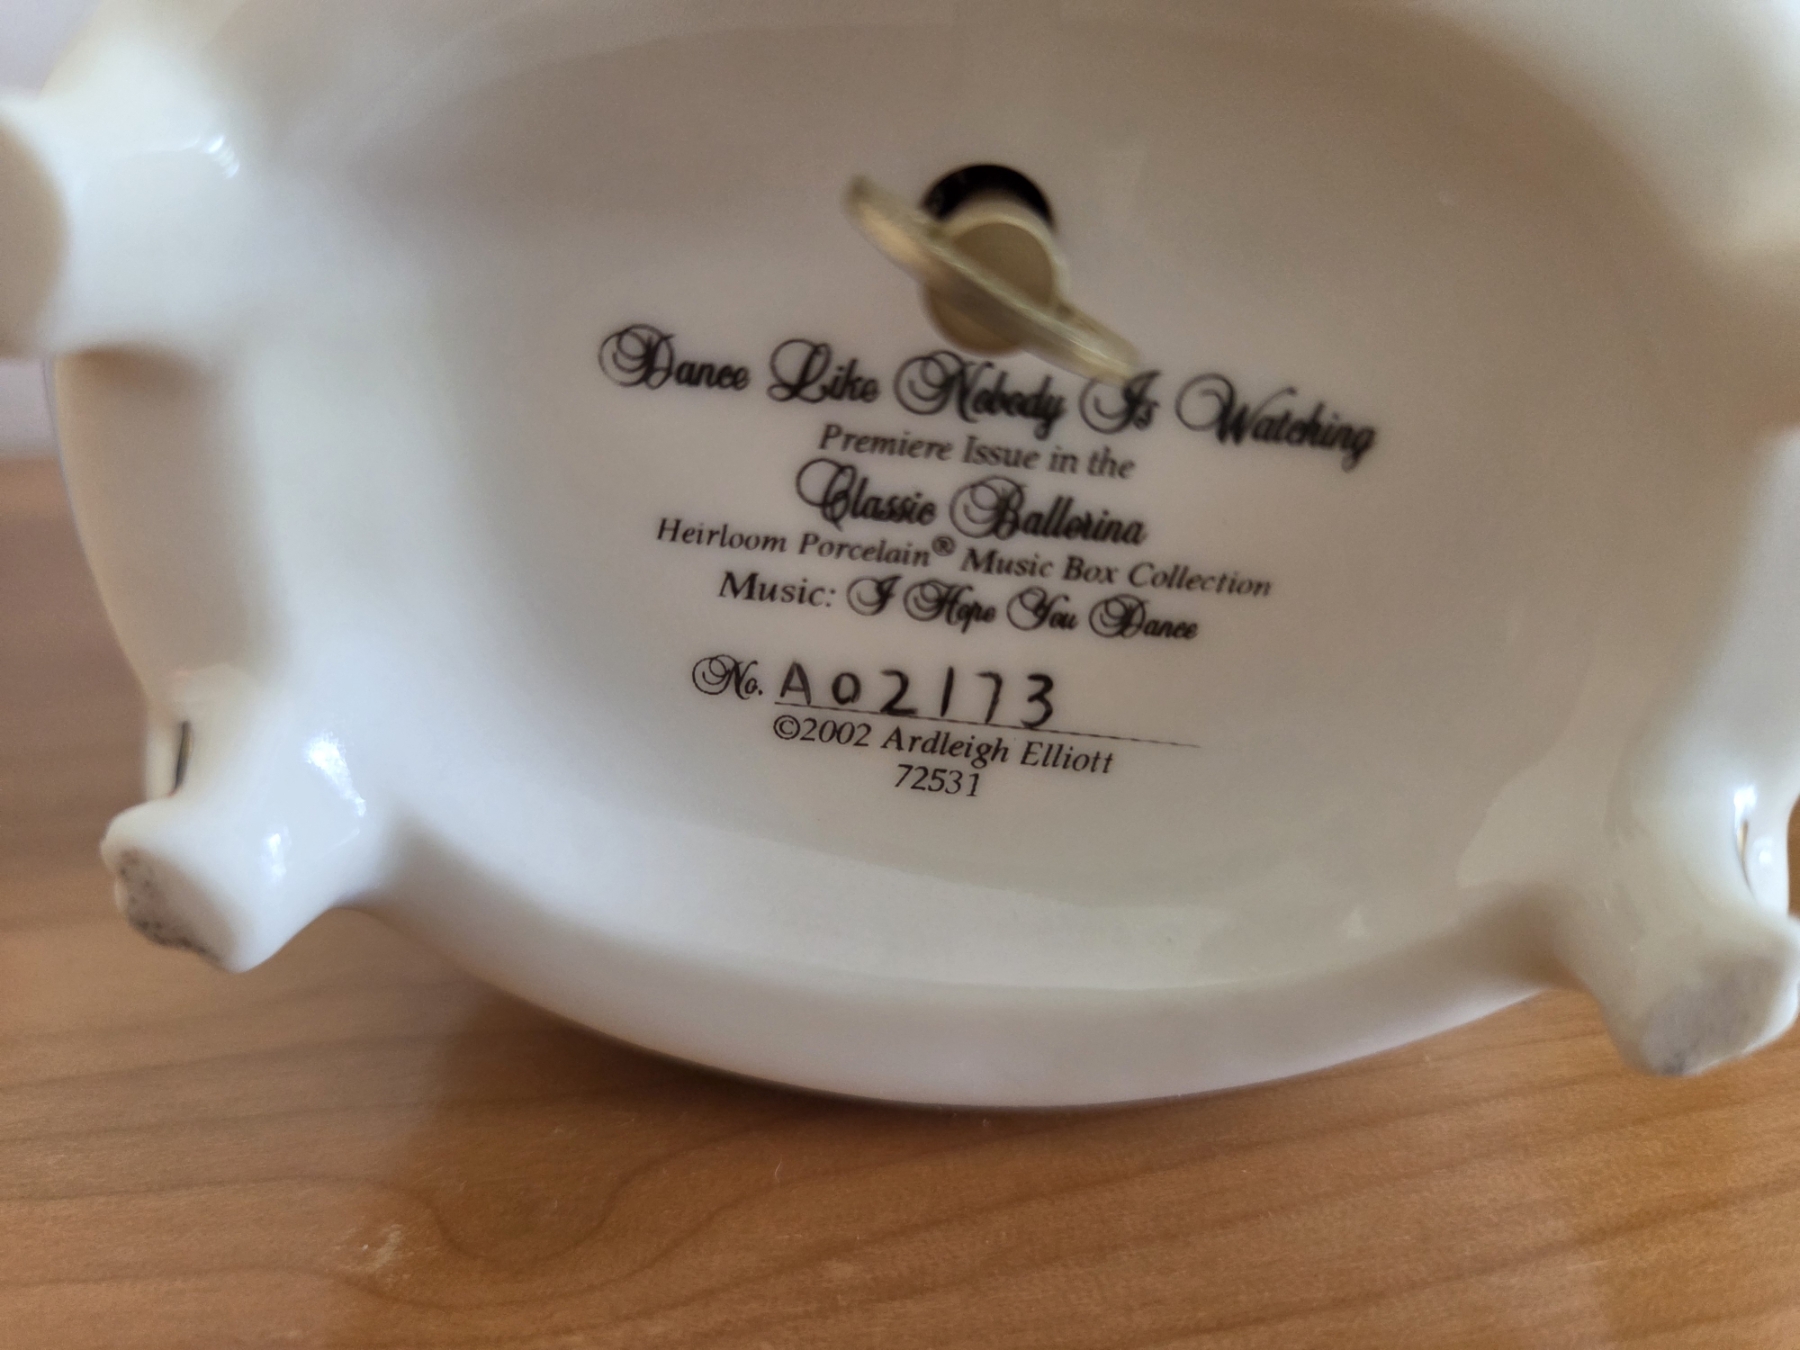 Dance Like Nobody Is Watching
Premiere Issue in the
Classic Ballerina
Heirloom Porcelain® Music Box Collection
Music: I Hope You Dance
No. A02173
©2002 Ardleigh Elliott
72531